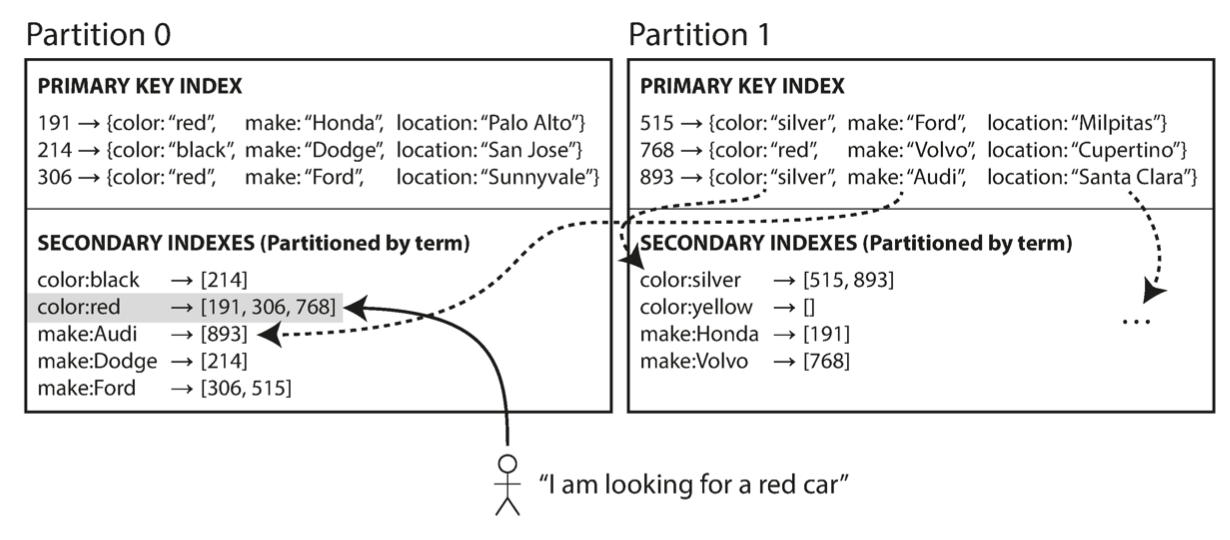 Partition 0
PRIMARY KEY INDEX
191 → {color: “red”, make: “Honda”, location: “Palo Alto”}
214 → {color: “black”, make: “Dodge”, location: “San Jose”}
306 → {color: “red”, make: “Ford”, location: “Sunnyvale”}
SECONDARY INDEXES (Partitioned by term)
color:black → [214]
color:red → [191, 306, 768]
make:Audi → [893]
make:Dodge → [214]
make:Ford → [306, 515]
Partition 1
PRIMARY KEY INDEX
515 → {color: “silver”, make: “Ford”, location: “Milpitas”}
768 → {color: “red”, make: “Volvo”, location: “Cupertino”}
893 → {color: “silver”, make: “Audi”, location: “Santa Clara”}
SECONDARY INDEXES (Partitioned by term)
color:silver → [515, 893]
color:yellow → []
make:Honda → [191]
make:Volvo → [768]
...
“I am looking for a red car”